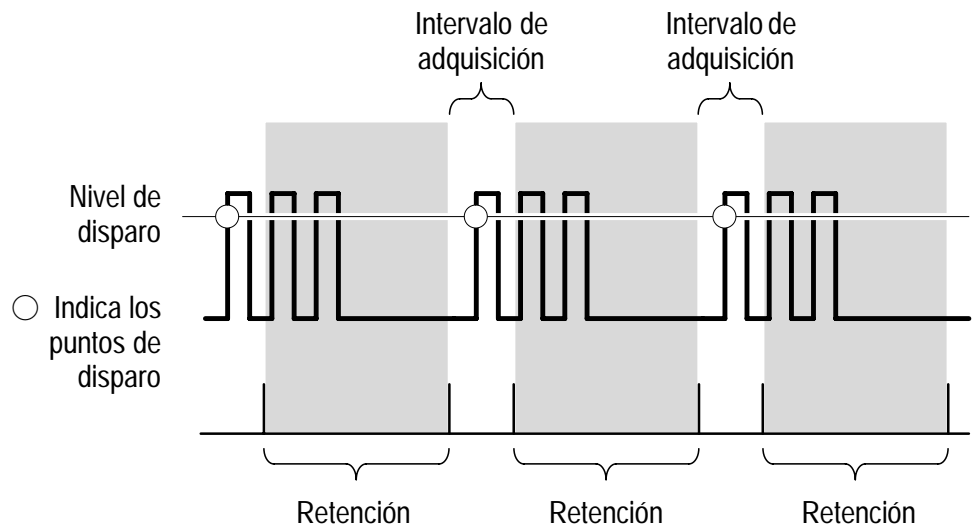 Intervalo de
adquisición
Intervalo de
adquisición
Nivel de
disparo
Indica los
puntos de
disparo
Retención
Retención
Retención